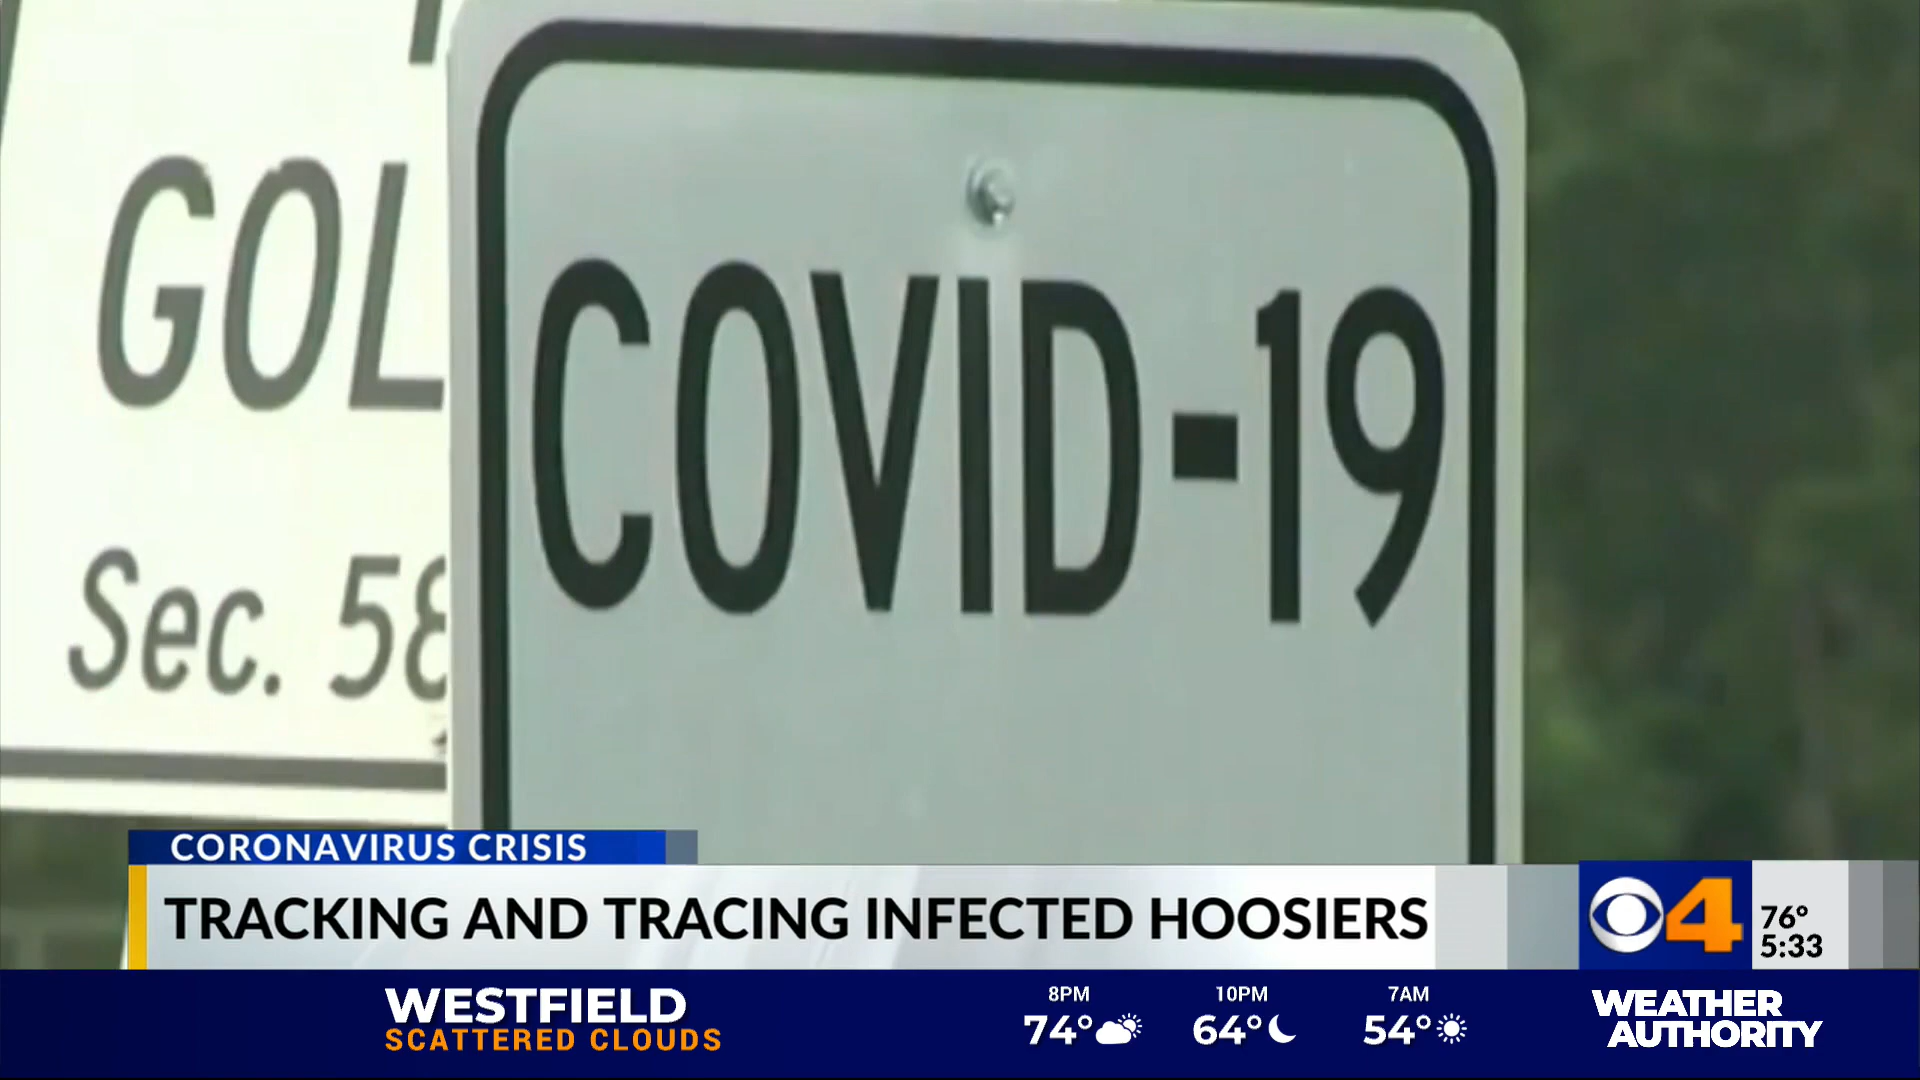 GOL
Sec. 58
COVID-19
CORONAVIRUS CRISIS
TRACKING AND TRACING INFECTED HOOSIERS
4
76°
5:33
WESTFIELD
SCATTERED CLOUDS
8PM
74°
10PM
64°
7AM
54°
WEATHER
AUTHORITY